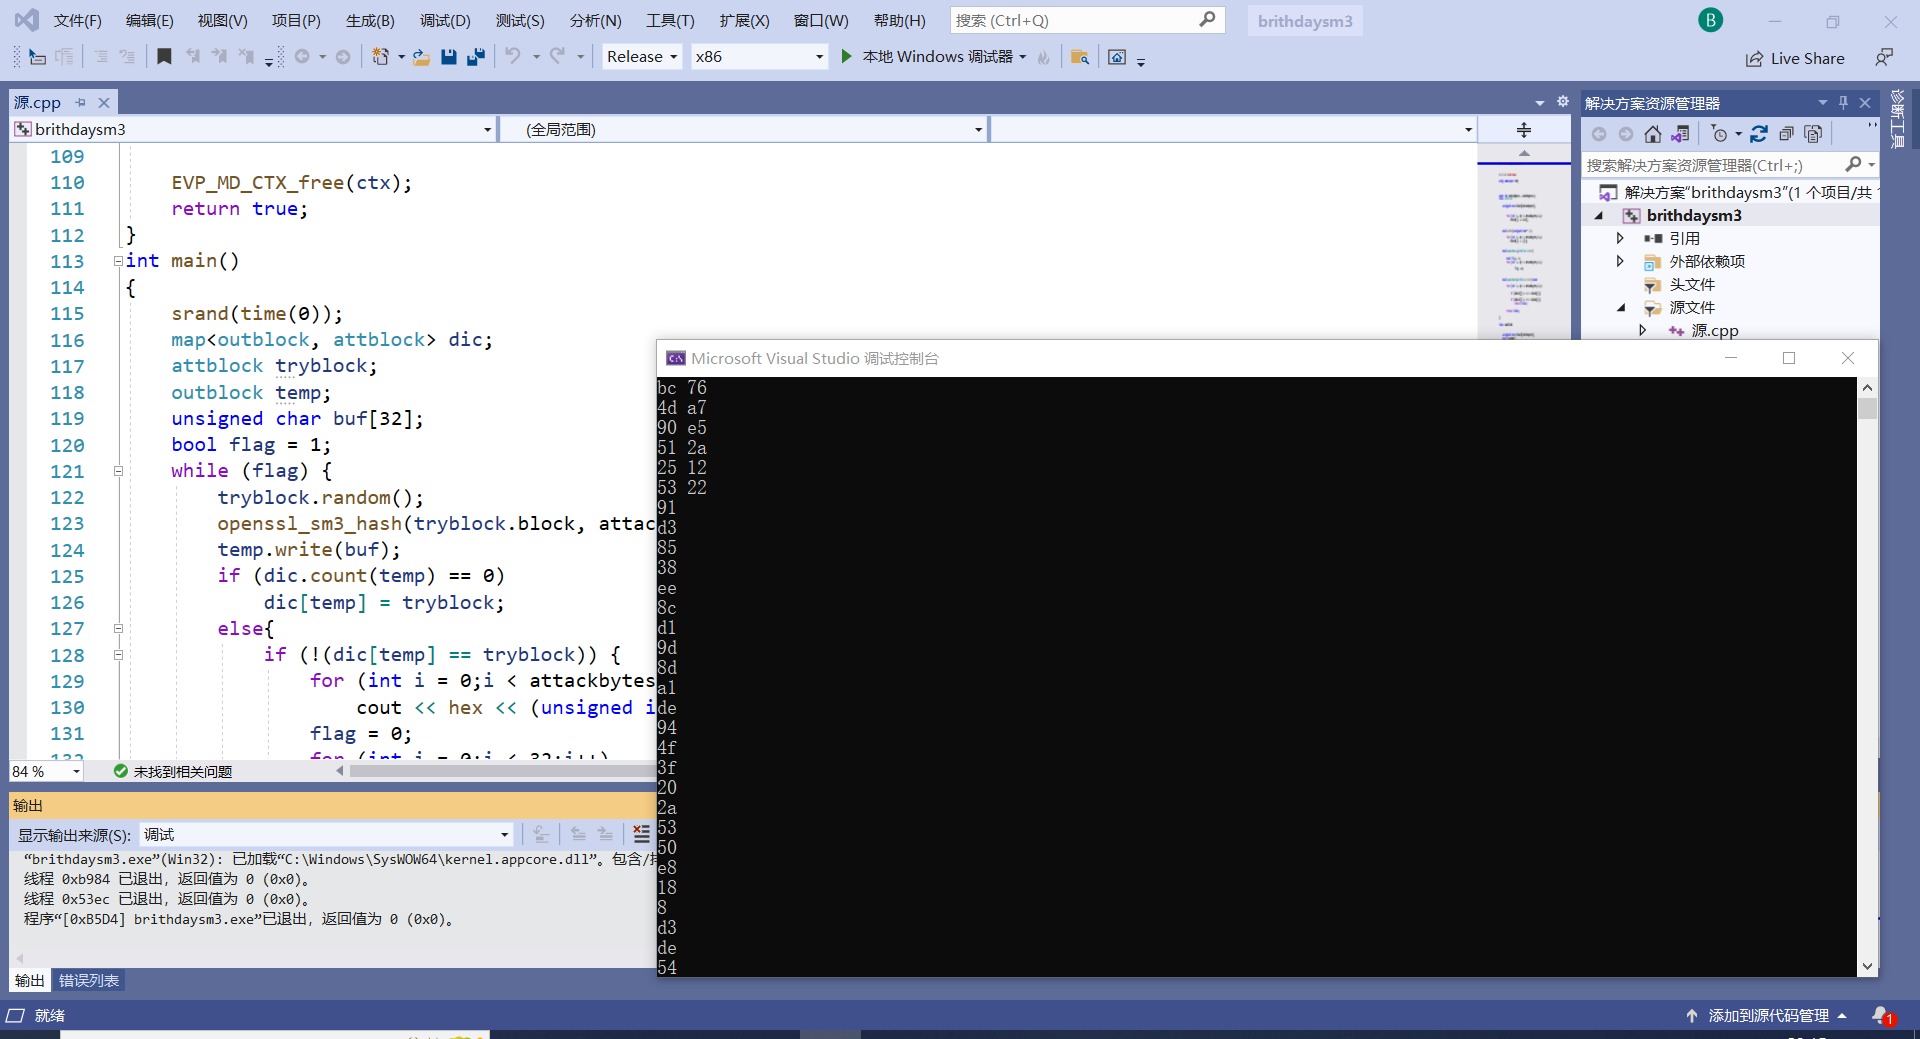 文件(F) 编辑(E) 视图(V) 项目(P) 生成(B) 调试(D) 测试(S) 分析(N) 工具(T) 扩展(X) 窗口(W) 帮助(H) 搜索 (Ctrl+Q) brithdaysm3 B
Release x86 本地 Windows 调试器 Live Share
源.cpp
brithdaysm3 (全局范围)
109
110 EVP_MD_CTX_free(ctx);
111 return true;
112 }
113 int main()
114 {
115 srand(time(0));
116 map<outblock, attblock> dic;
117 attblock tryblock;
118 outblock temp;
119 unsigned char buf[32];
120 bool flag = 1;
121 while (flag) {
122 tryblock.random();
123 openssl_sm3_hash(tryblock.block, attac
124 temp.write(buf);
125 if (dic.count(temp) == 0)
126 dic[temp] = tryblock;
127 else{
128 if (!(dic[temp] == tryblock)) {
129 for (int i = 0;i < attackbytes
130 cout << hex << (unsigned i
131 flag = 0;
132 for (int i = 0;i < 32;i++)
84 % 未找到相关问题
解决方案资源管理器
搜索解决方案资源管理器(Ctrl+;)
解决方案“brithdaysm3”(1 个项目/共 1
brithdaysm3
引用
外部依赖项
头文件
源文件
源.cpp
诊断工具
Microsoft Visual Studio 调试控制台
bc 76
4d a7
90 e5
51 2a
25 12
53 22
91
d3
85
38
ee
8c
d1
9d
8d
a1
de
94
4f
3f
20
2a
53
50
e8
18
8
d3
de
54
输出
显示输出来源(S): 调试
“brithdaysm3.exe”(Win32): 已加载“C:\Windows\SysWOW64\kernel.appcore.dll”。包含/排
线程 0xb984 已退出，返回值为 0 (0x0)。
线程 0x53ec 已退出，返回值为 0 (0x0)。
程序“[0xB5D4] brithdaysm3.exe”已退出，返回值为 0 (0x0)。
输出 错误列表
就绪 添加到源代码管理 1